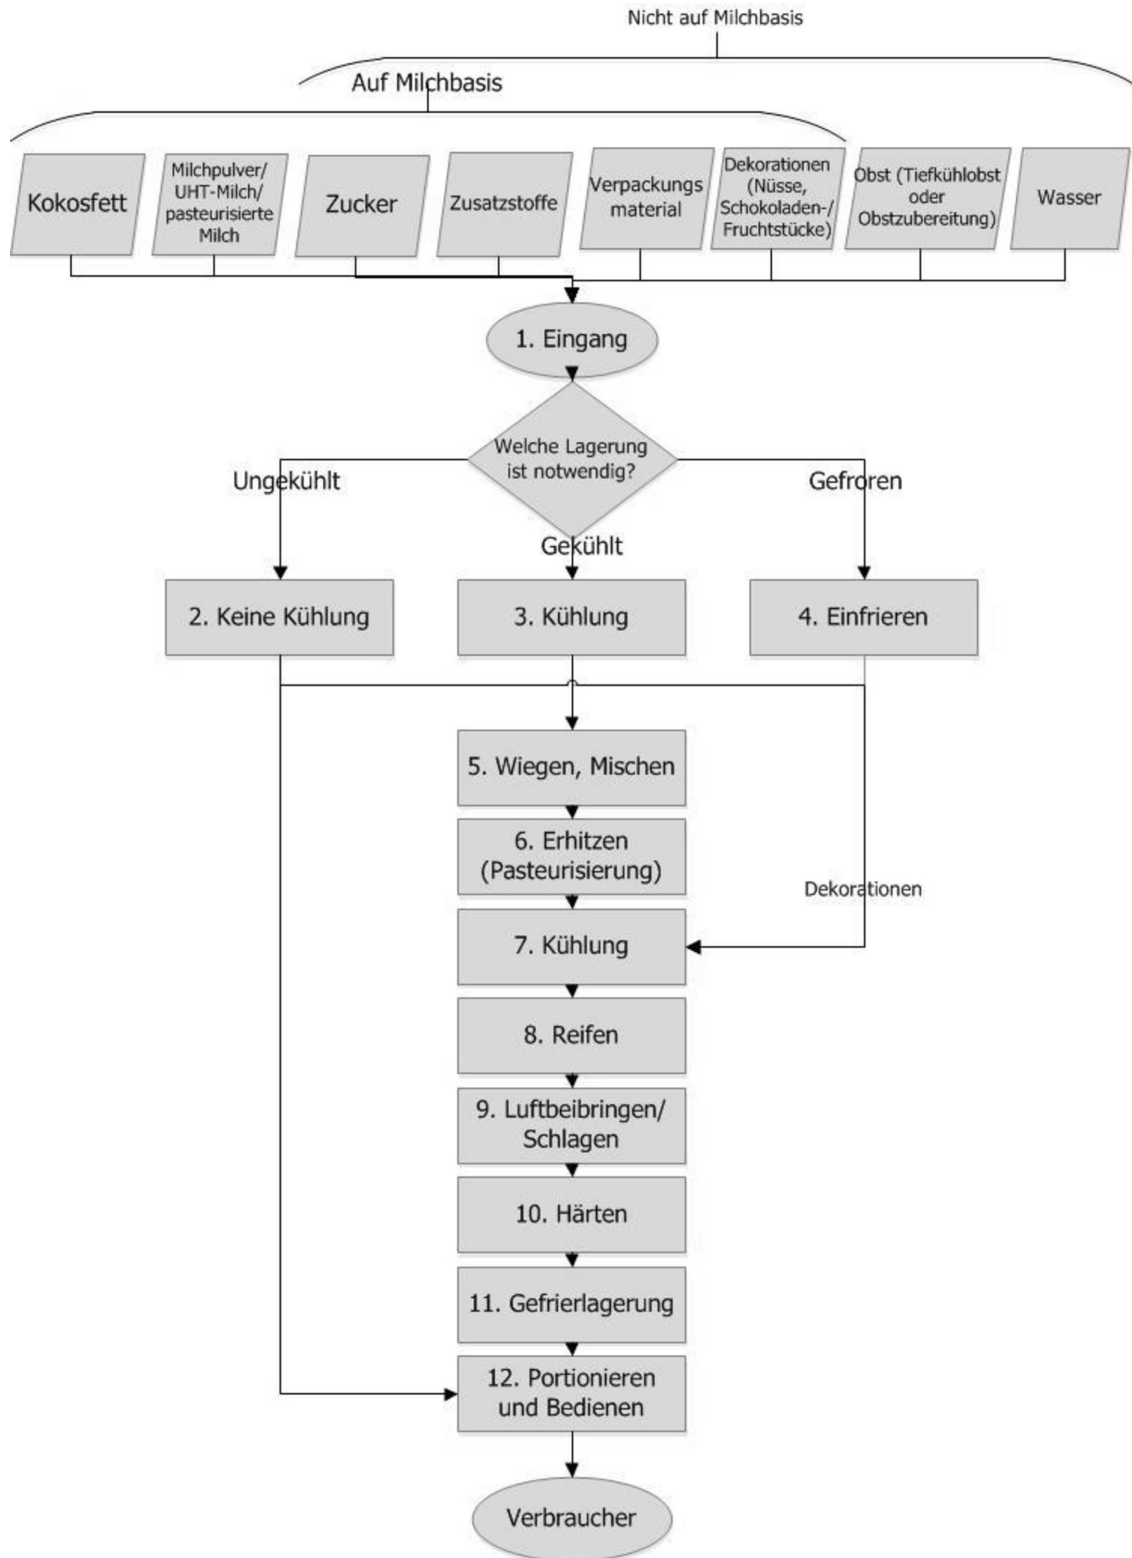 Nicht auf Milchbasis
Auf Milchbasis
Kokosfett
Milchpulver/
UHT-Milch/
pasteurisierte
Milch
Zucker
Zusatzstoffe
Verpackungs
material
Dekorationen
(Nüsse,
Schokoladen-/
Fruchtstücke)
Obst (Tiefkühlobst
oder
Obstzubereitung)
Wasser
1. Eingang
Welche Lagerung
ist notwendig?
Ungekühlt
Gefroren
Gekühlt
2. Keine Kühlung
3. Kühlung
4. Einfrieren
5. Wiegen, Mischen
6. Erhitzen
(Pasteurisierung)
Dekorationen
7. Kühlung
8. Reifen
9. Luftbeibringen/
Schlagen
10. Härten
11. Gefrierlagerung
12. Portionieren
und Bedienen
Verbraucher